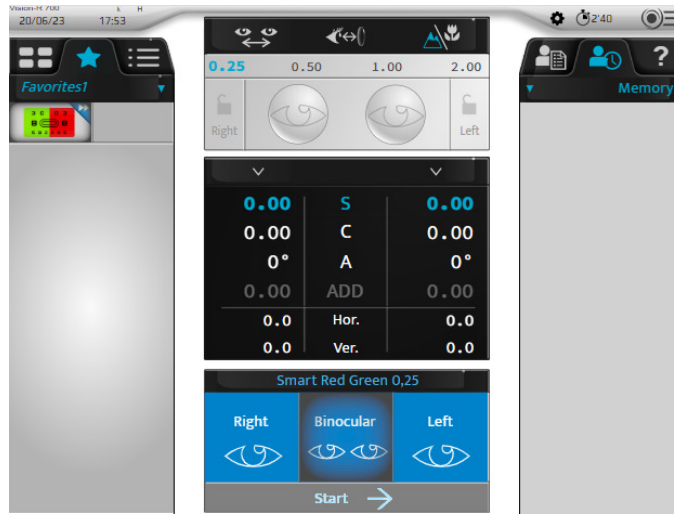 Vision-R 700
L H
20/06/23 17:53
2'40
?
Favorites1
Memory
0.25 0.50 1.00 2.00
Right Left
0.00 S 0.00
0.00 C 0.00
0° A 0°
0.00 ADD 0.00
0.0 Hor. 0.0
0.0 Ver. 0.0
Smart Red Green 0,25
Right Binocular Left
Start